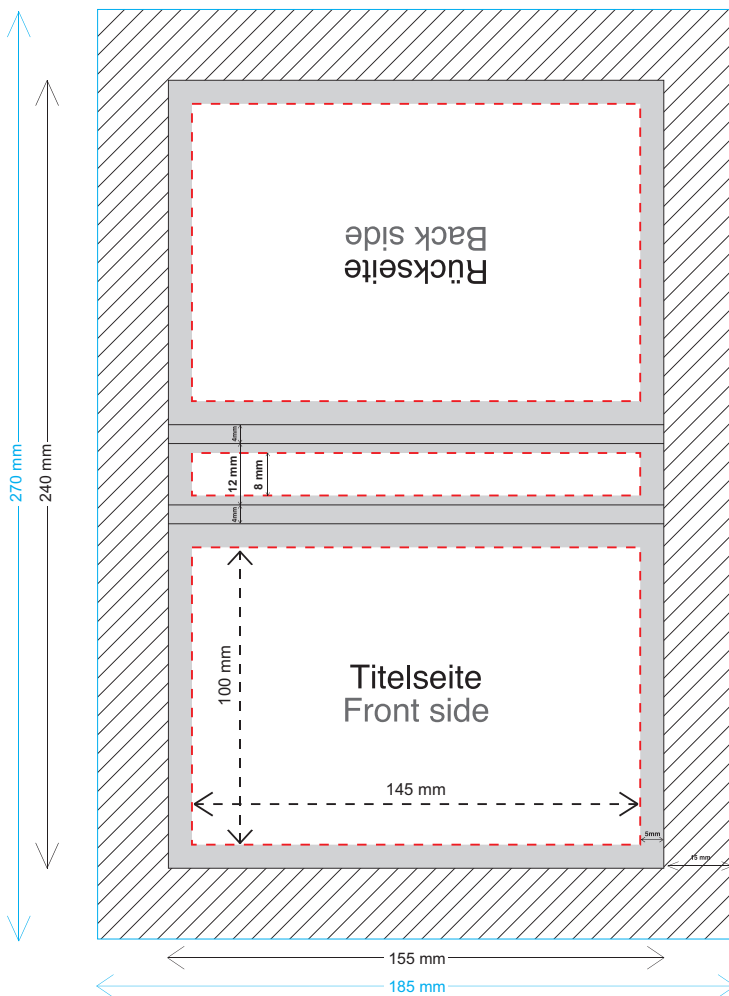 Rückseite
Back side
270 mm
240 mm
4mm
12 mm
8 mm
4mm
100 mm
Titelseite
Front side
145 mm
5mm
15 mm
155 mm
185 mm